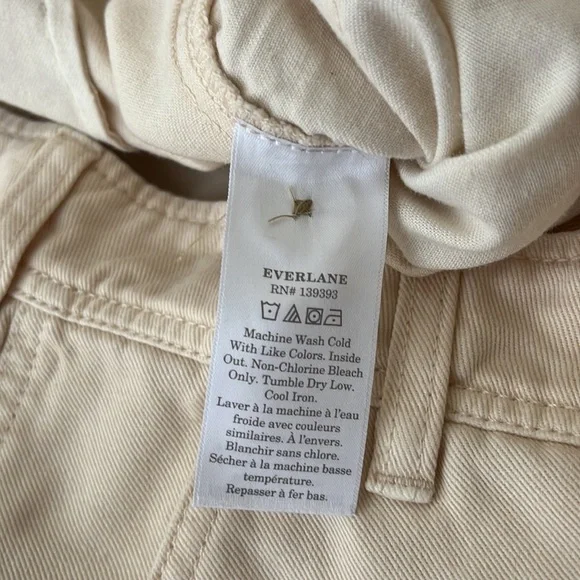 EVERLANE
RN# 139393
Machine Wash Cold
With Like Colors. Inside
Out. Non-Chlorine Bleach
Only. Tumble Dry Low.
Cool Iron.
Laver à la machine à l'eau
froide avec couleurs
similaires. À l'envers.
Blanchir sans chlore.
Sécher à la machine basse
température.
Repasser à fer bas.